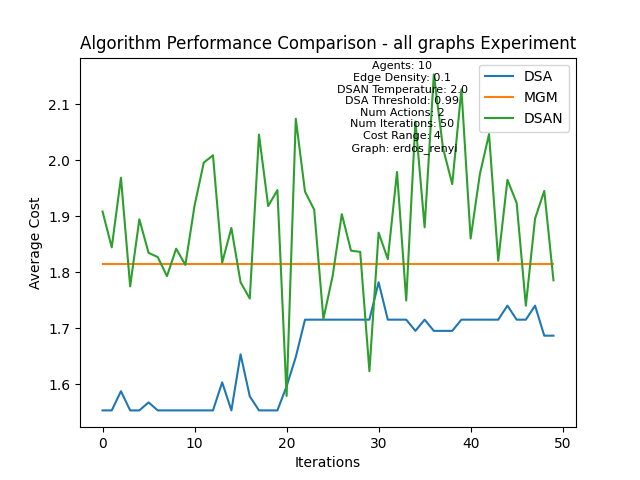 Algorithm Performance Comparison - all graphs Experiment
Agents: 10
Edge Density: 0.1
DSAN Temperature: 2.0
DSA Threshold: 0.99
Num Actions: 2
Num Iterations: 50
Cost Range: 4
Graph: erdos_renyi
DSA
MGM
DSAN
Average Cost
2.1
2.0
1.9
1.8
1.7
1.6
0
10
20
30
40
50
Iterations